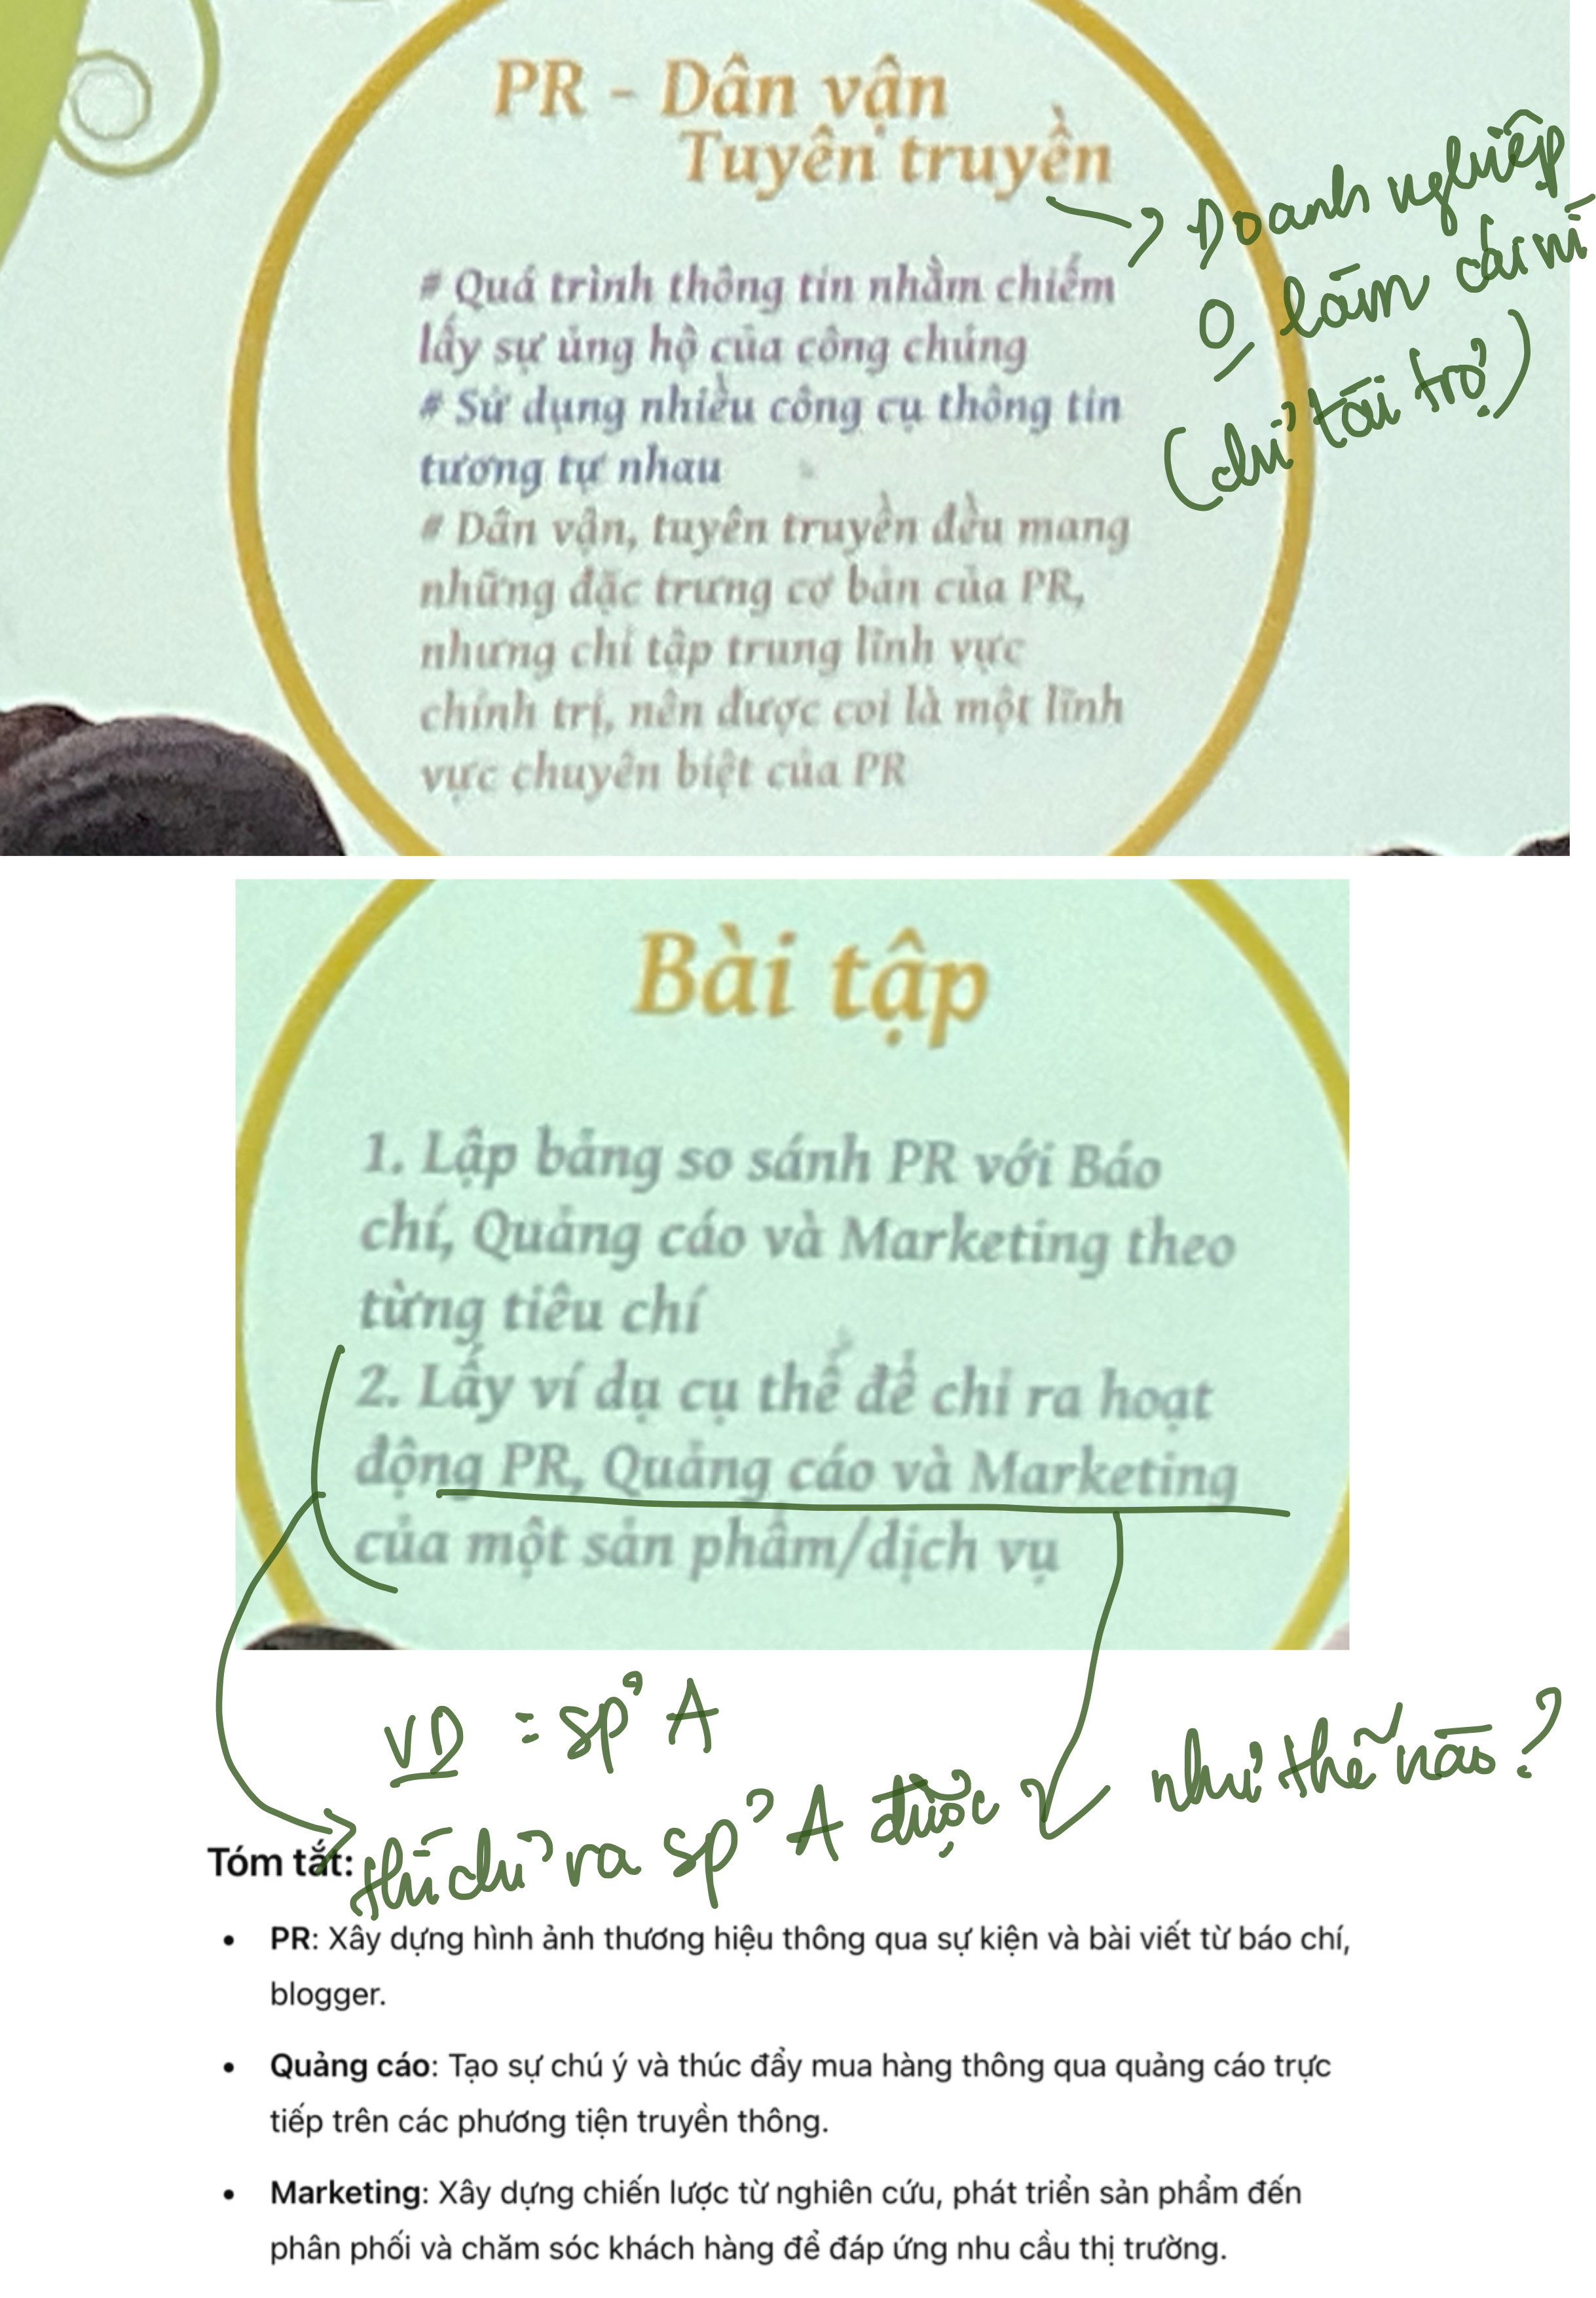 PR - Dân vận
Tuyên truyền
→ Doanh nghiệp
O làm cái nì
(chỉ tài trợ)
# Quá trình thông tin nhằm chiếm
lấy sự ủng hộ của công chúng
# Sử dụng nhiều công cụ thông tin
tương tự nhau
# Dân vận, tuyên truyền đều mang
những đặc trưng cơ bản của PR,
nhưng chỉ tập trung lĩnh vực
chính trị, nên được coi là một lĩnh
vực chuyên biệt của PR
Bài tập
1. Lập bảng so sánh PR với Báo
chí, Quảng cáo và Marketing theo
từng tiêu chí
2. Lấy ví dụ cụ thể để chỉ ra hoạt
động PR, Quảng cáo và Marketing
của một sản phẩm/dịch vụ
VD = sp' A
thì chỉ ra sp' A được như thế nào?
Tóm tắt:
• PR: Xây dựng hình ảnh thương hiệu thông qua sự kiện và bài viết từ báo chí,
blogger.
• Quảng cáo: Tạo sự chú ý và thúc đẩy mua hàng thông qua quảng cáo trực
tiếp trên các phương tiện truyền thông.
• Marketing: Xây dựng chiến lược từ nghiên cứu, phát triển sản phẩm đến
phân phối và chăm sóc khách hàng để đáp ứng nhu cầu thị trường.